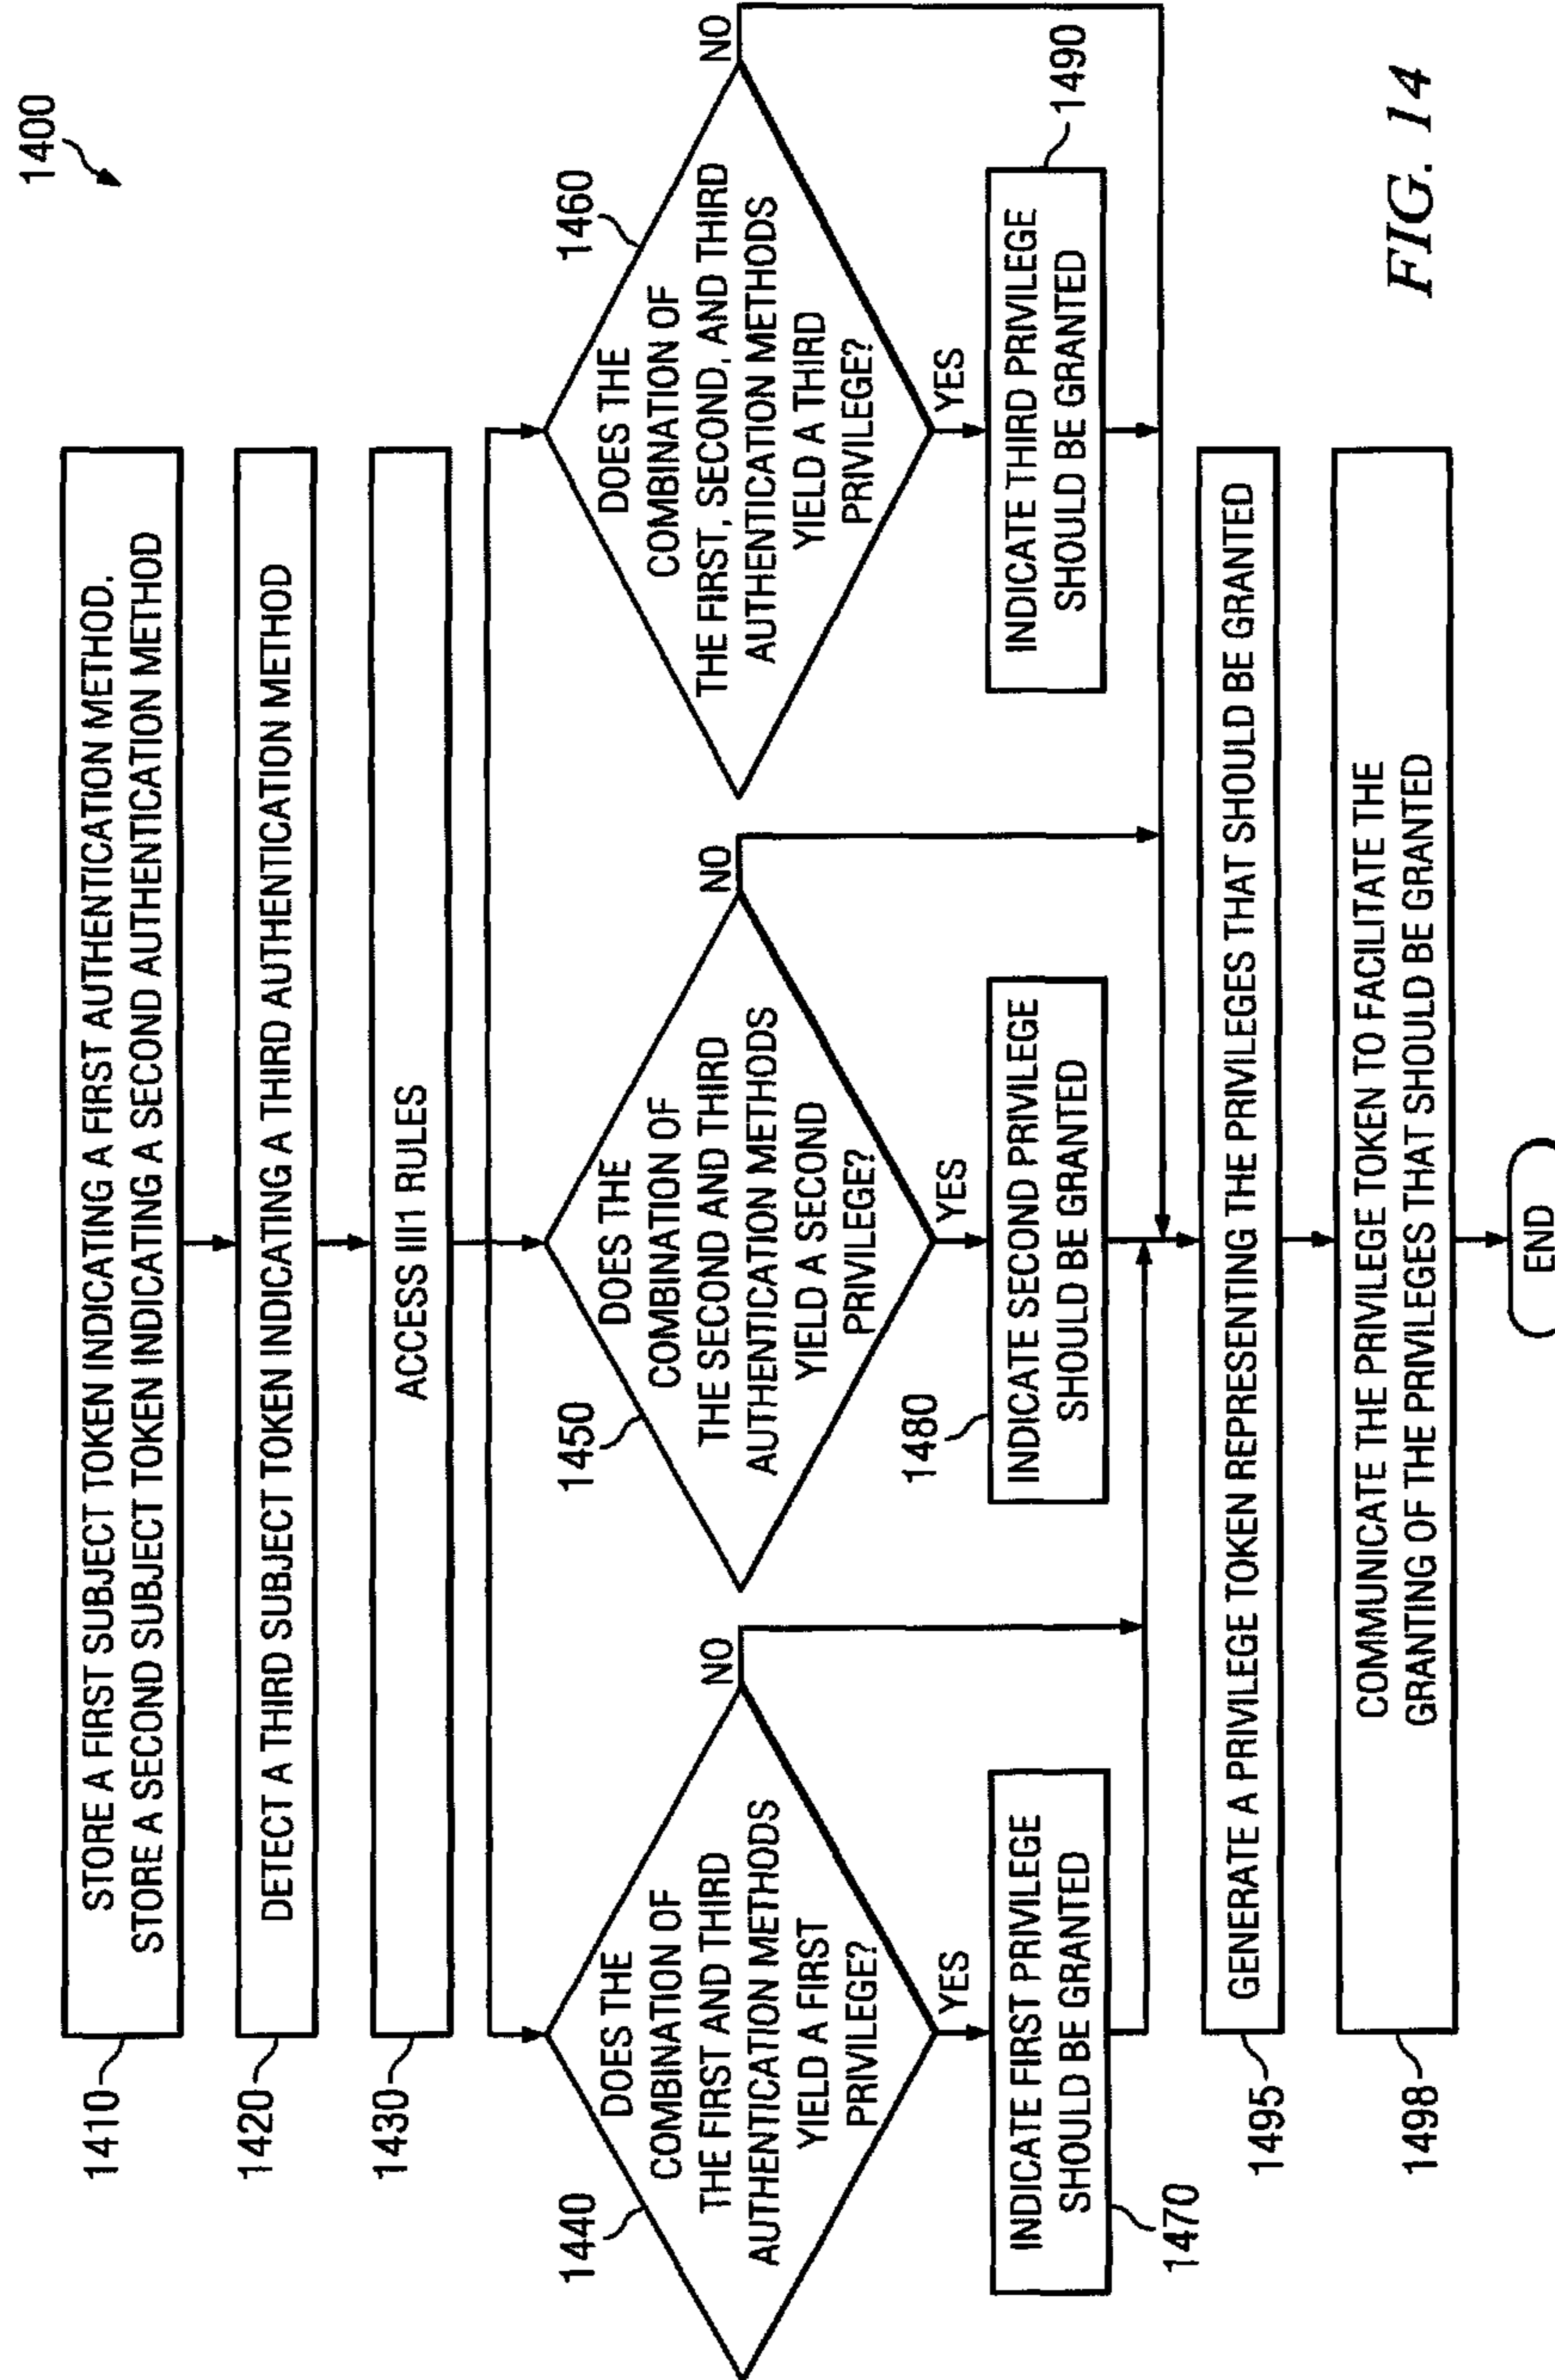 1400
1410
STORE A FIRST SUBJECT TOKEN INDICATING A FIRST AUTHENTICATION METHOD.
STORE A SECOND SUBJECT TOKEN INDICATING A SECOND AUTHENTICATION METHOD
1420
DETECT A THIRD SUBJECT TOKEN INDICATING A THIRD AUTHENTICATION METHOD
1430
ACCESS III1 RULES
1440
DOES THE
COMBINATION OF
THE FIRST AND THIRD
AUTHENTICATION METHODS
YIELD A FIRST
PRIVILEGE?
NO
YES
1450
DOES THE
COMBINATION OF
THE SECOND AND THIRD
AUTHENTICATION METHODS
YIELD A SECOND
PRIVILEGE?
NO
YES
1460
DOES THE
COMBINATION OF
THE FIRST, SECOND, AND THIRD
AUTHENTICATION METHODS
YIELD A THIRD
PRIVILEGE?
NO
YES
INDICATE FIRST PRIVILEGE
SHOULD BE GRANTED
1470
1480
INDICATE SECOND PRIVILEGE
SHOULD BE GRANTED
INDICATE THIRD PRIVILEGE
SHOULD BE GRANTED
1490
1495
GENERATE A PRIVILEGE TOKEN REPRESENTING THE PRIVILEGES THAT SHOULD BE GRANTED
1498
COMMUNICATE THE PRIVILEGE TOKEN TO FACILITATE THE
GRANTING OF THE PRIVILEGES THAT SHOULD BE GRANTED
END
FIG. 14